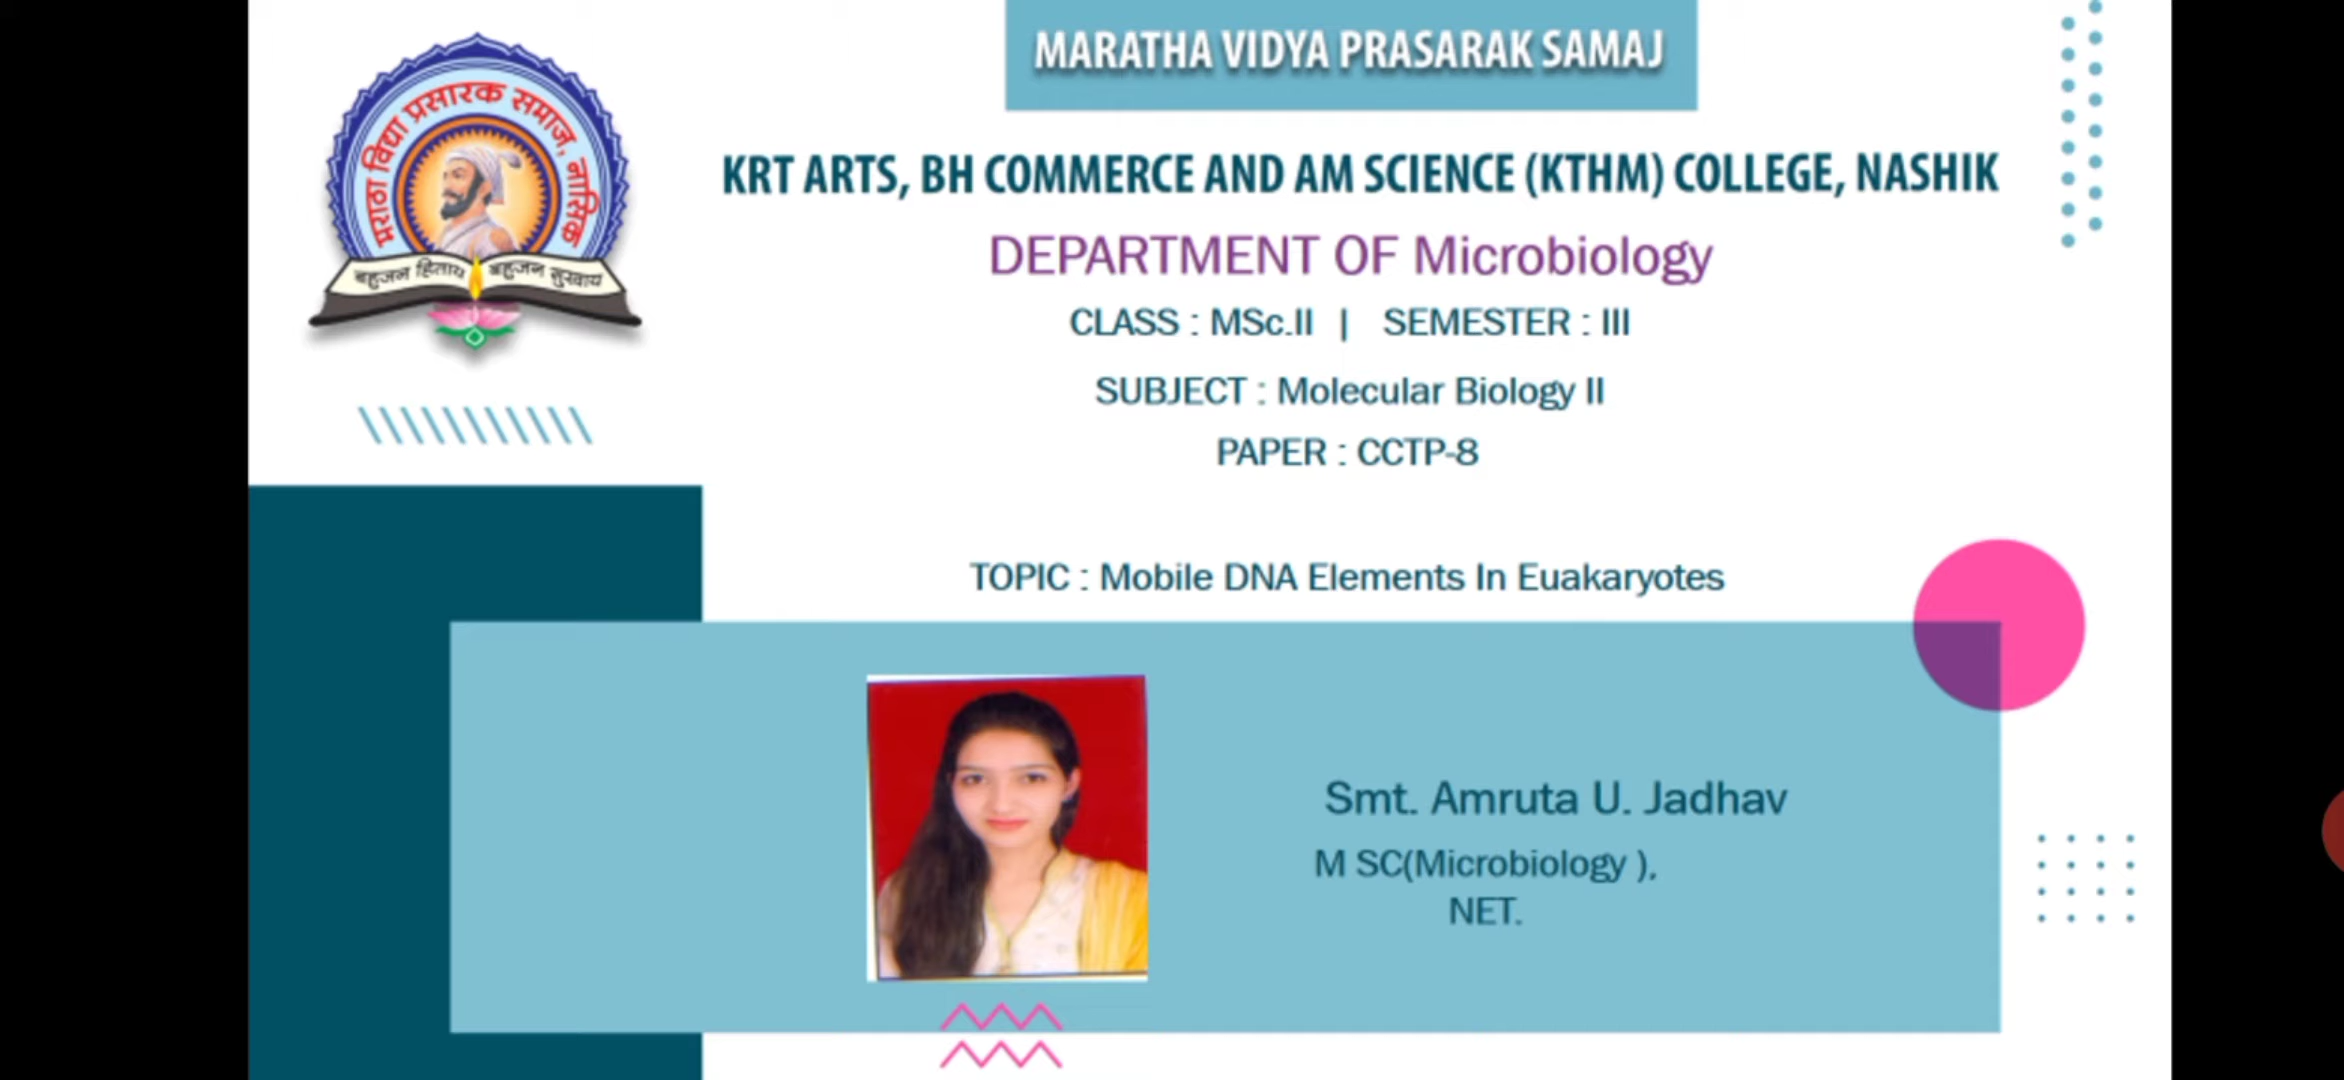 मराठा विद्या प्रसारक समाज, नासिक
बहुजन हिताय बहुजन सुखाय
MARATHA VIDYA PRASARAK SAMAJ
KRT ARTS, BH COMMERCE AND AM SCIENCE (KTHM) COLLEGE, NASHIK
DEPARTMENT OF Microbiology
CLASS : MSc.II | SEMESTER : III
SUBJECT : Molecular Biology II
PAPER : CCTP-8
TOPIC : Mobile DNA Elements In Euakaryotes
Smt. Amruta U. Jadhav
M SC(Microbiology ),
NET.